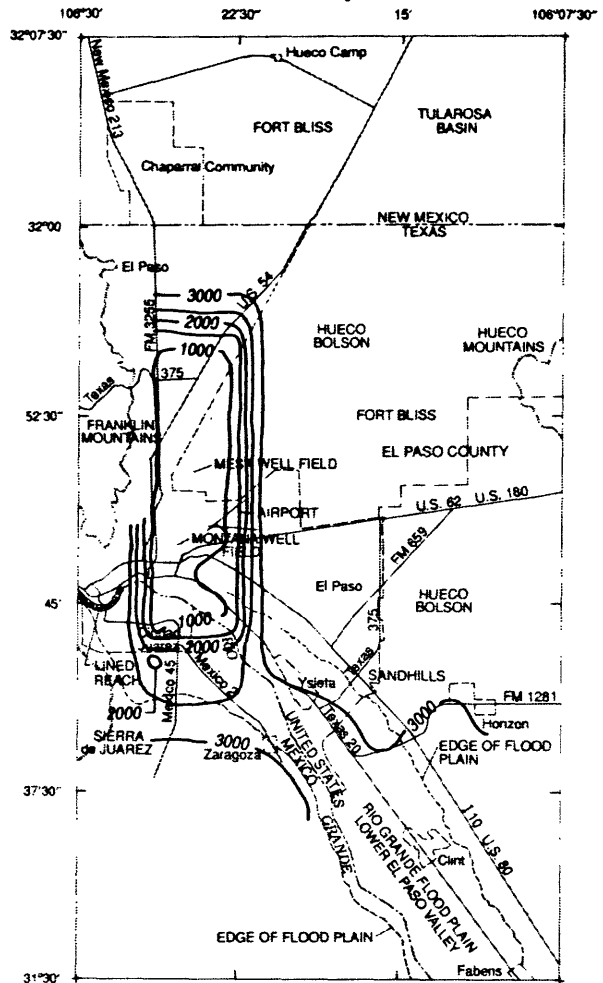 106°30'
22'30"
15'
106°07'30"
32°07'30"
Hueco Camp
New Mexico 213
FORT BLISS
TULAROSA
BASIN
Chaparral Community
32°00'
NEW MEXICO
TEXAS
El Paso
3000
U.S. 54
2000
FM 3255
HUECO
BOLSON
HUECO
MOUNTAINS
1000
375
Texas
52'30"
FRANKLIN
MOUNTAINS
FORT BLISS
EL PASO COUNTY
MESA WELL FIELD
U.S. 62
U.S. 180
AIRPORT
MONTANA WELL
FIELD
FM 659
El Paso
HUECO
BOLSON
45'
1000
375
Juarez
2000
RIO
LINED
REACH
Mexico 45
Mexico 2
Ysleta
Texas
SANDHILLS
FM 1281
2000
Texas 20
3000
Horizon
SIERRA
de JUAREZ
3000
Zaragoza
UNITED STATES
MEXICO
EDGE OF FLOOD
PLAIN
37'30"
I 10
U.S. 80
RIO GRANDE FLOOD PLAIN
LOWER EL PASO VALLEY
GRANDE
Clint
EDGE OF FLOOD PLAIN
31°30'
Fabens